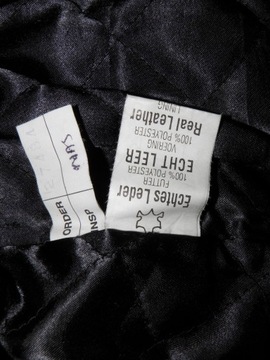 Echtes Leder
FUTTER
100% POLYESTER
ECHT LEER
VOERING
100% POLYESTER
Real Leather
LINING
ORDER
INSP